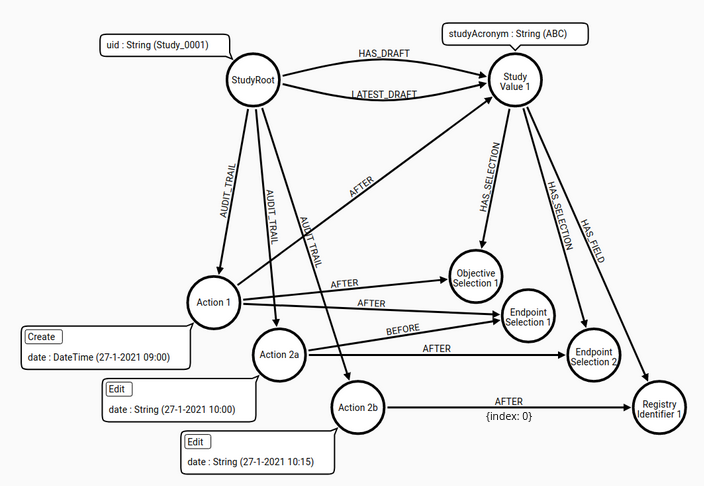 studyAcronym : String (ABC)
uid : String (Study_0001)
HAS_DRAFT
StudyRoot
Study
Value 1
LATEST_DRAFT
AUDIT_TRAIL
AUDIT_TRAIL
AUDIT TRAIL
AFTER
HAS_SELECTION
HAS_SELECTION
HAS_FIELD
Objective
Selection 1
AFTER
Action 1
AFTER
Endpoint
Selection 1
BEFORE
Create
date : DateTime (27-1-2021 09:00)
Action 2a
AFTER
Endpoint
Selection 2
Edit
date : String (27-1-2021 10:00)
Action 2b
AFTER
{index: 0}
Registry
Identifier 1
Edit
date : String (27-1-2021 10:15)